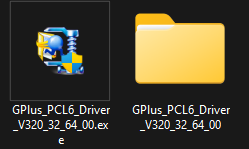 GPlus_PCL6_Driver
_V320_32_64_00.ex
e
GPlus_PCL6_Driver
_V320_32_64_00